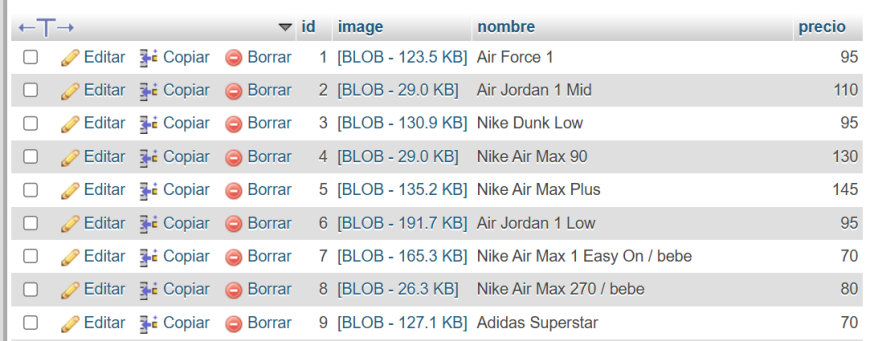 ←T→ id image nombre precio
Editar Copiar Borrar 1 [BLOB - 123.5 KB] Air Force 1 95
Editar Copiar Borrar 2 [BLOB - 29.0 KB] Air Jordan 1 Mid 110
Editar Copiar Borrar 3 [BLOB - 130.9 KB] Nike Dunk Low 95
Editar Copiar Borrar 4 [BLOB - 29.0 KB] Nike Air Max 90 130
Editar Copiar Borrar 5 [BLOB - 135.2 KB] Nike Air Max Plus 145
Editar Copiar Borrar 6 [BLOB - 191.7 KB] Air Jordan 1 Low 95
Editar Copiar Borrar 7 [BLOB - 165.3 KB] Nike Air Max 1 Easy On / bebe 70
Editar Copiar Borrar 8 [BLOB - 26.3 KB] Nike Air Max 270 / bebe 80
Editar Copiar Borrar 9 [BLOB - 127.1 KB] Adidas Superstar 70